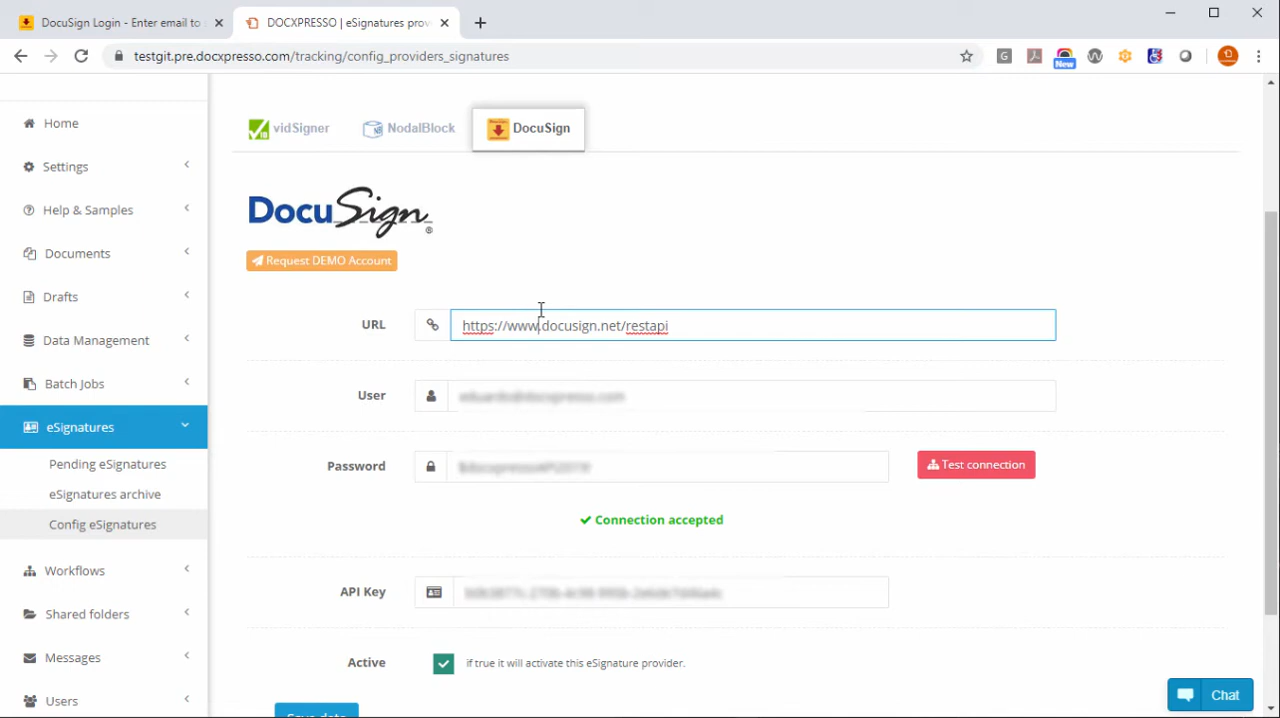 DocuSign Login - Enter email to
DOCXPRESSO | eSignatures prov
testgit.pre.docxpresso.com/tracking/config_providers_signatures
New
Home
Settings
Help & Samples
Documents
Drafts
Data Management
Batch Jobs
eSignatures
Pending eSignatures
eSignatures archive
Config eSignatures
Workflows
Shared folders
Messages
Users
vidSigner
NodalBlock
DocuSign
DocuSign®
Request DEMO Account
URL
https://www.docusign.net/restapi
User
Password
Test connection
Connection accepted
API Key
Active
if true it will activate this eSignature provider.
Save data
Chat